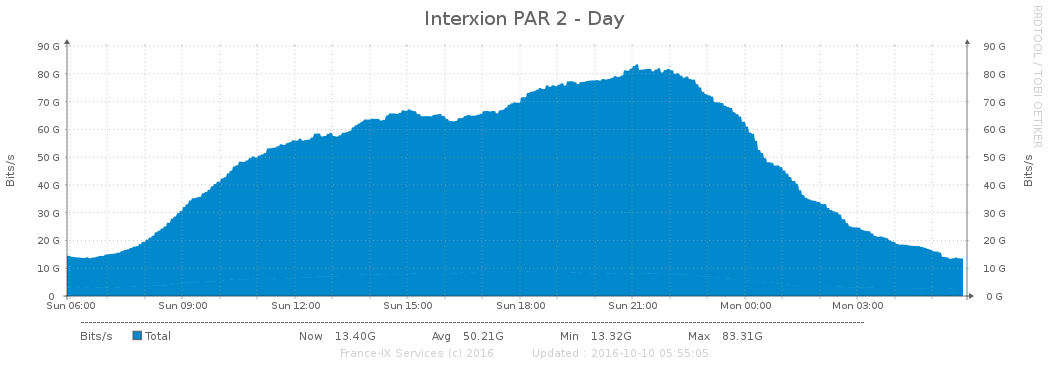 Interxion PAR 2 - Day
RRDTOOL / TOBI OETIKER
Bits/s
90 G 90 G
80 G 80 G
70 G 70 G
60 G 60 G
50 G 50 G
40 G 40 G
30 G 30 G
20 G 20 G
10 G 10 G
0 0 G
Bits/s
Sun 06:00 Sun 09:00 Sun 12:00 Sun 15:00 Sun 18:00 Sun 21:00 Mon 00:00 Mon 03:00
Bits/s Total Now 13.40G Avg 50.21G Min 13.32G Max 83.31G
France-IX Services (c) 2016 Updated : 2016-10-10 05:55:05